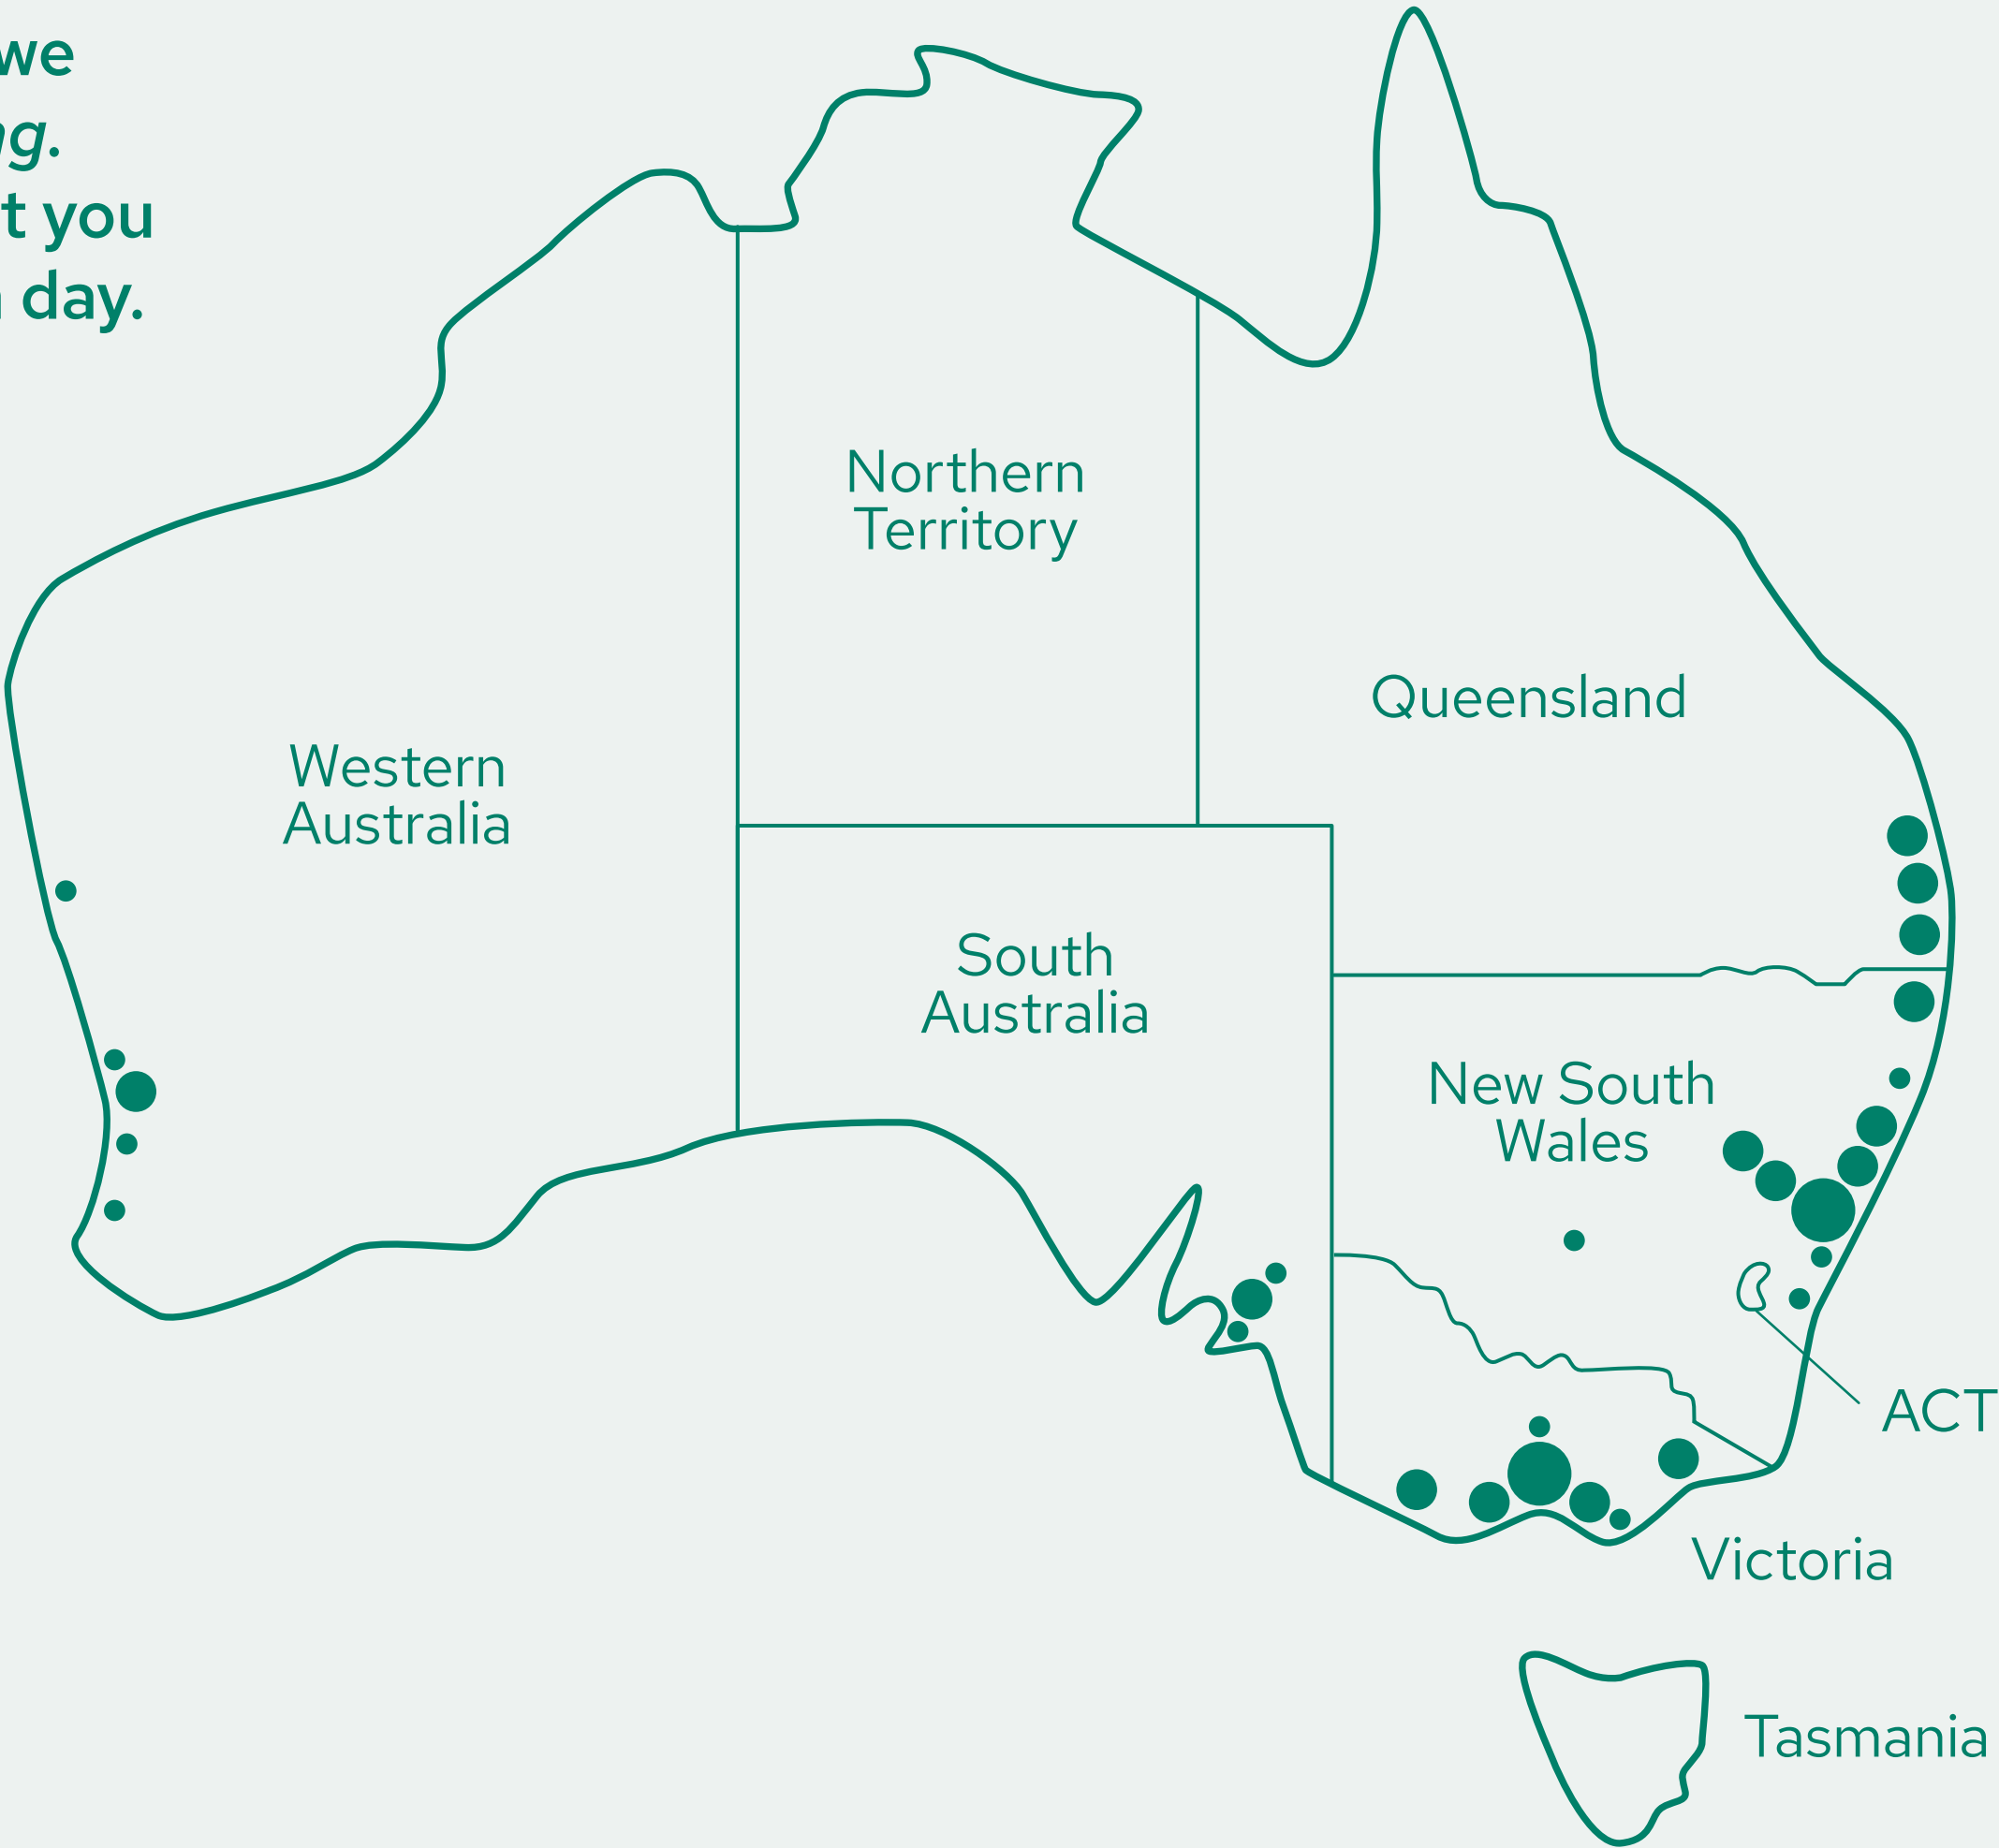 we
g.
t you
day.
Northern
Territory
Queensland
Western
Australia
South
Australia
New South
Wales
ACT
Victoria
Tasmania